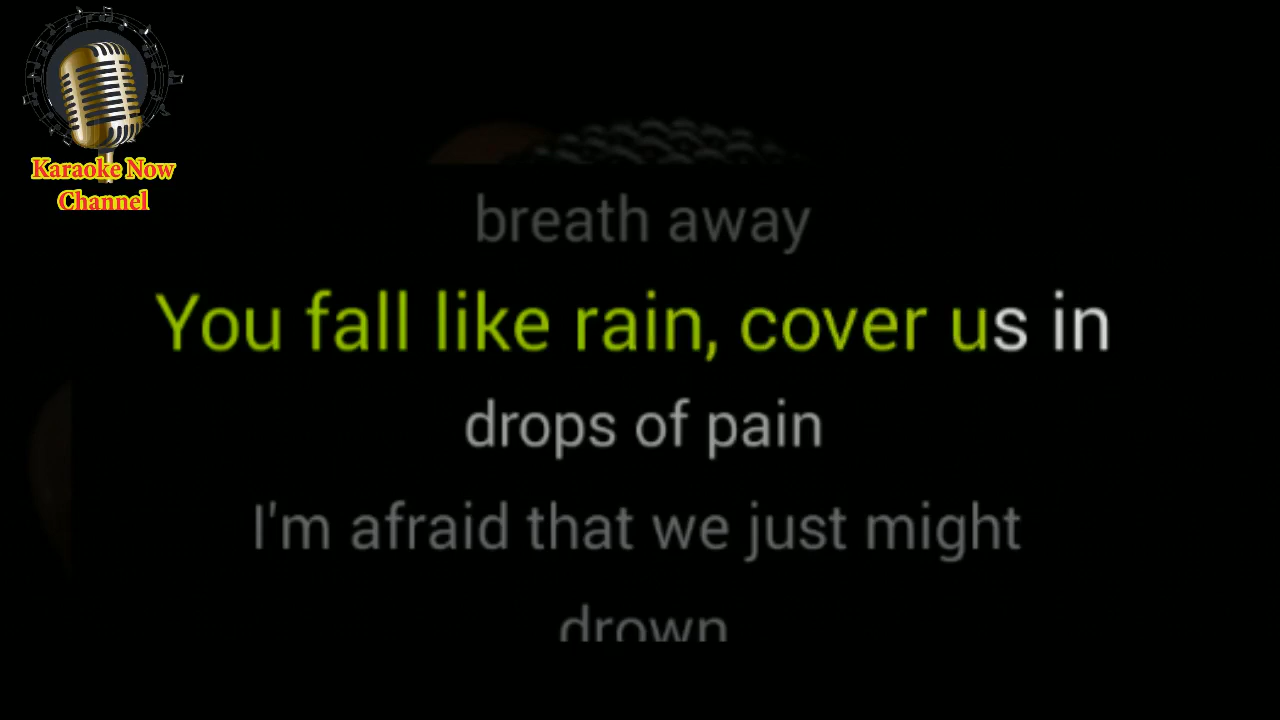 Karaoke Now
Channel
breath away
You fall like rain, cover us in
drops of pain
I'm afraid that we just might
drown